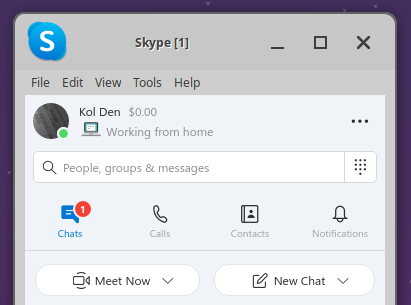 S
Skype [1]
File Edit View Tools Help
Kol Den $0.00
Working from home
People, groups & messages
1
Chats Calls Contacts Notifications
Meet Now New Chat